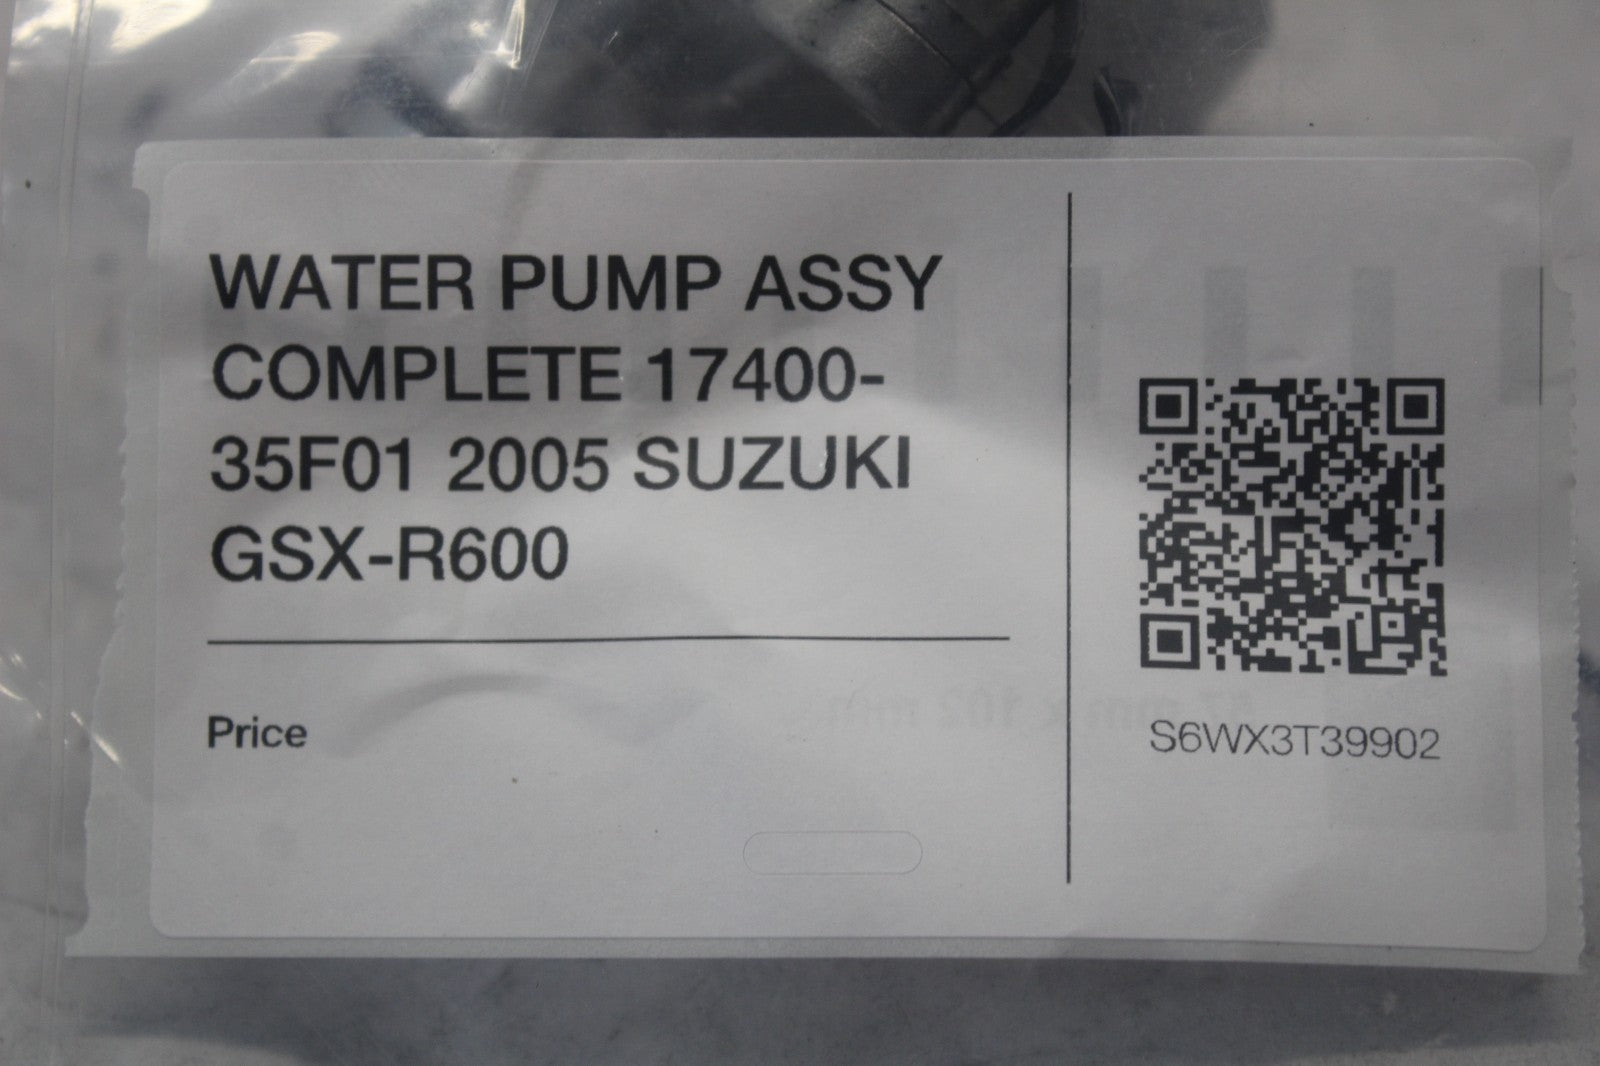 WATER PUMP ASSY
COMPLETE 17400-
35F01 2005 SUZUKI
GSX-R600
Price
S6WX3T39902